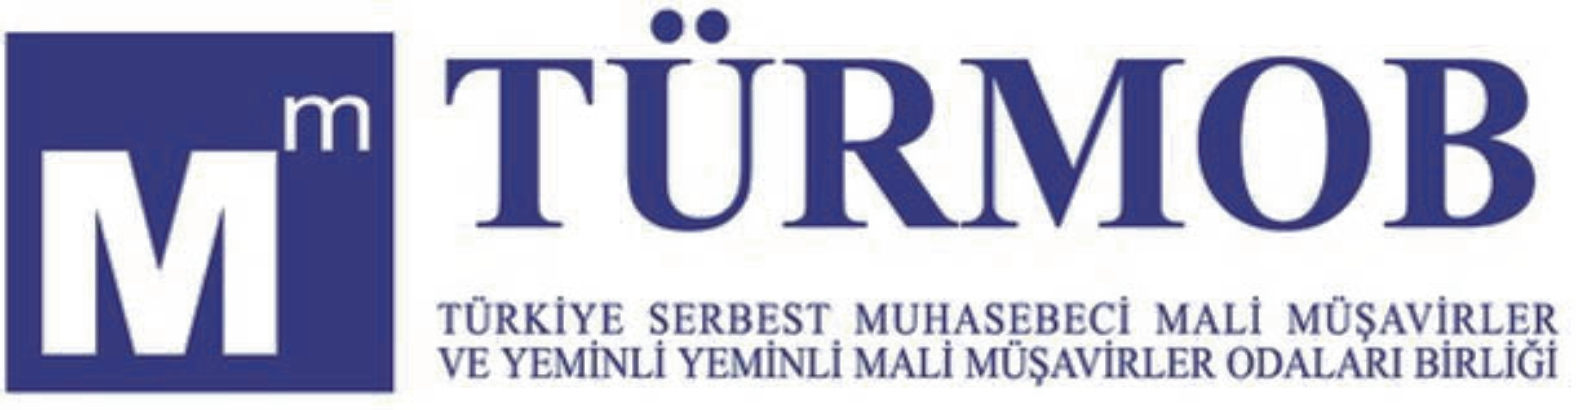 Mm
TÜRMOB
TÜRKİYE SERBEST MUHASEBECİ MALİ MÜŞAVİRLER
VE YEMİNLİ YEMİNLİ MALİ MÜŞAVİRLER ODALARI BİRLİĞİ